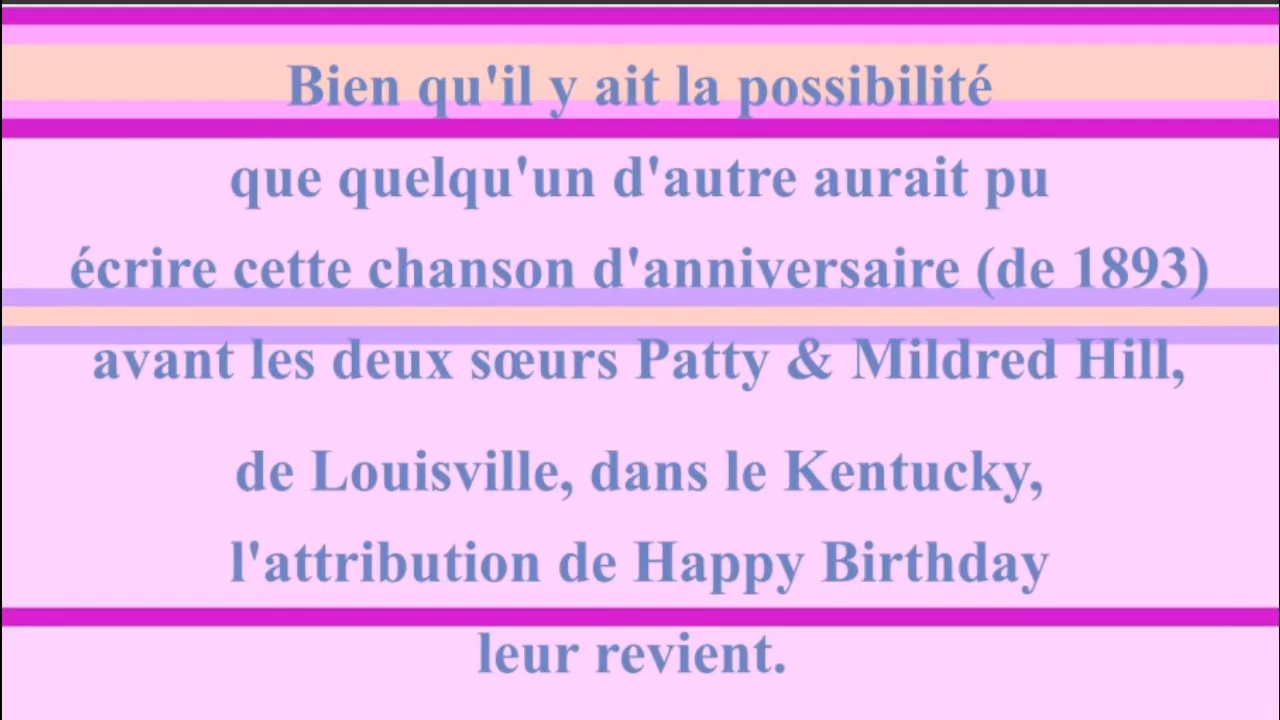 Bien qu'il y ait la possibilité
que quelqu'un d'autre aurait pu
écrire cette chanson d'anniversaire (de 1893)
avant les deux sœurs Patty & Mildred Hill,
de Louisville, dans le Kentucky,
l'attribution de Happy Birthday
leur revient.